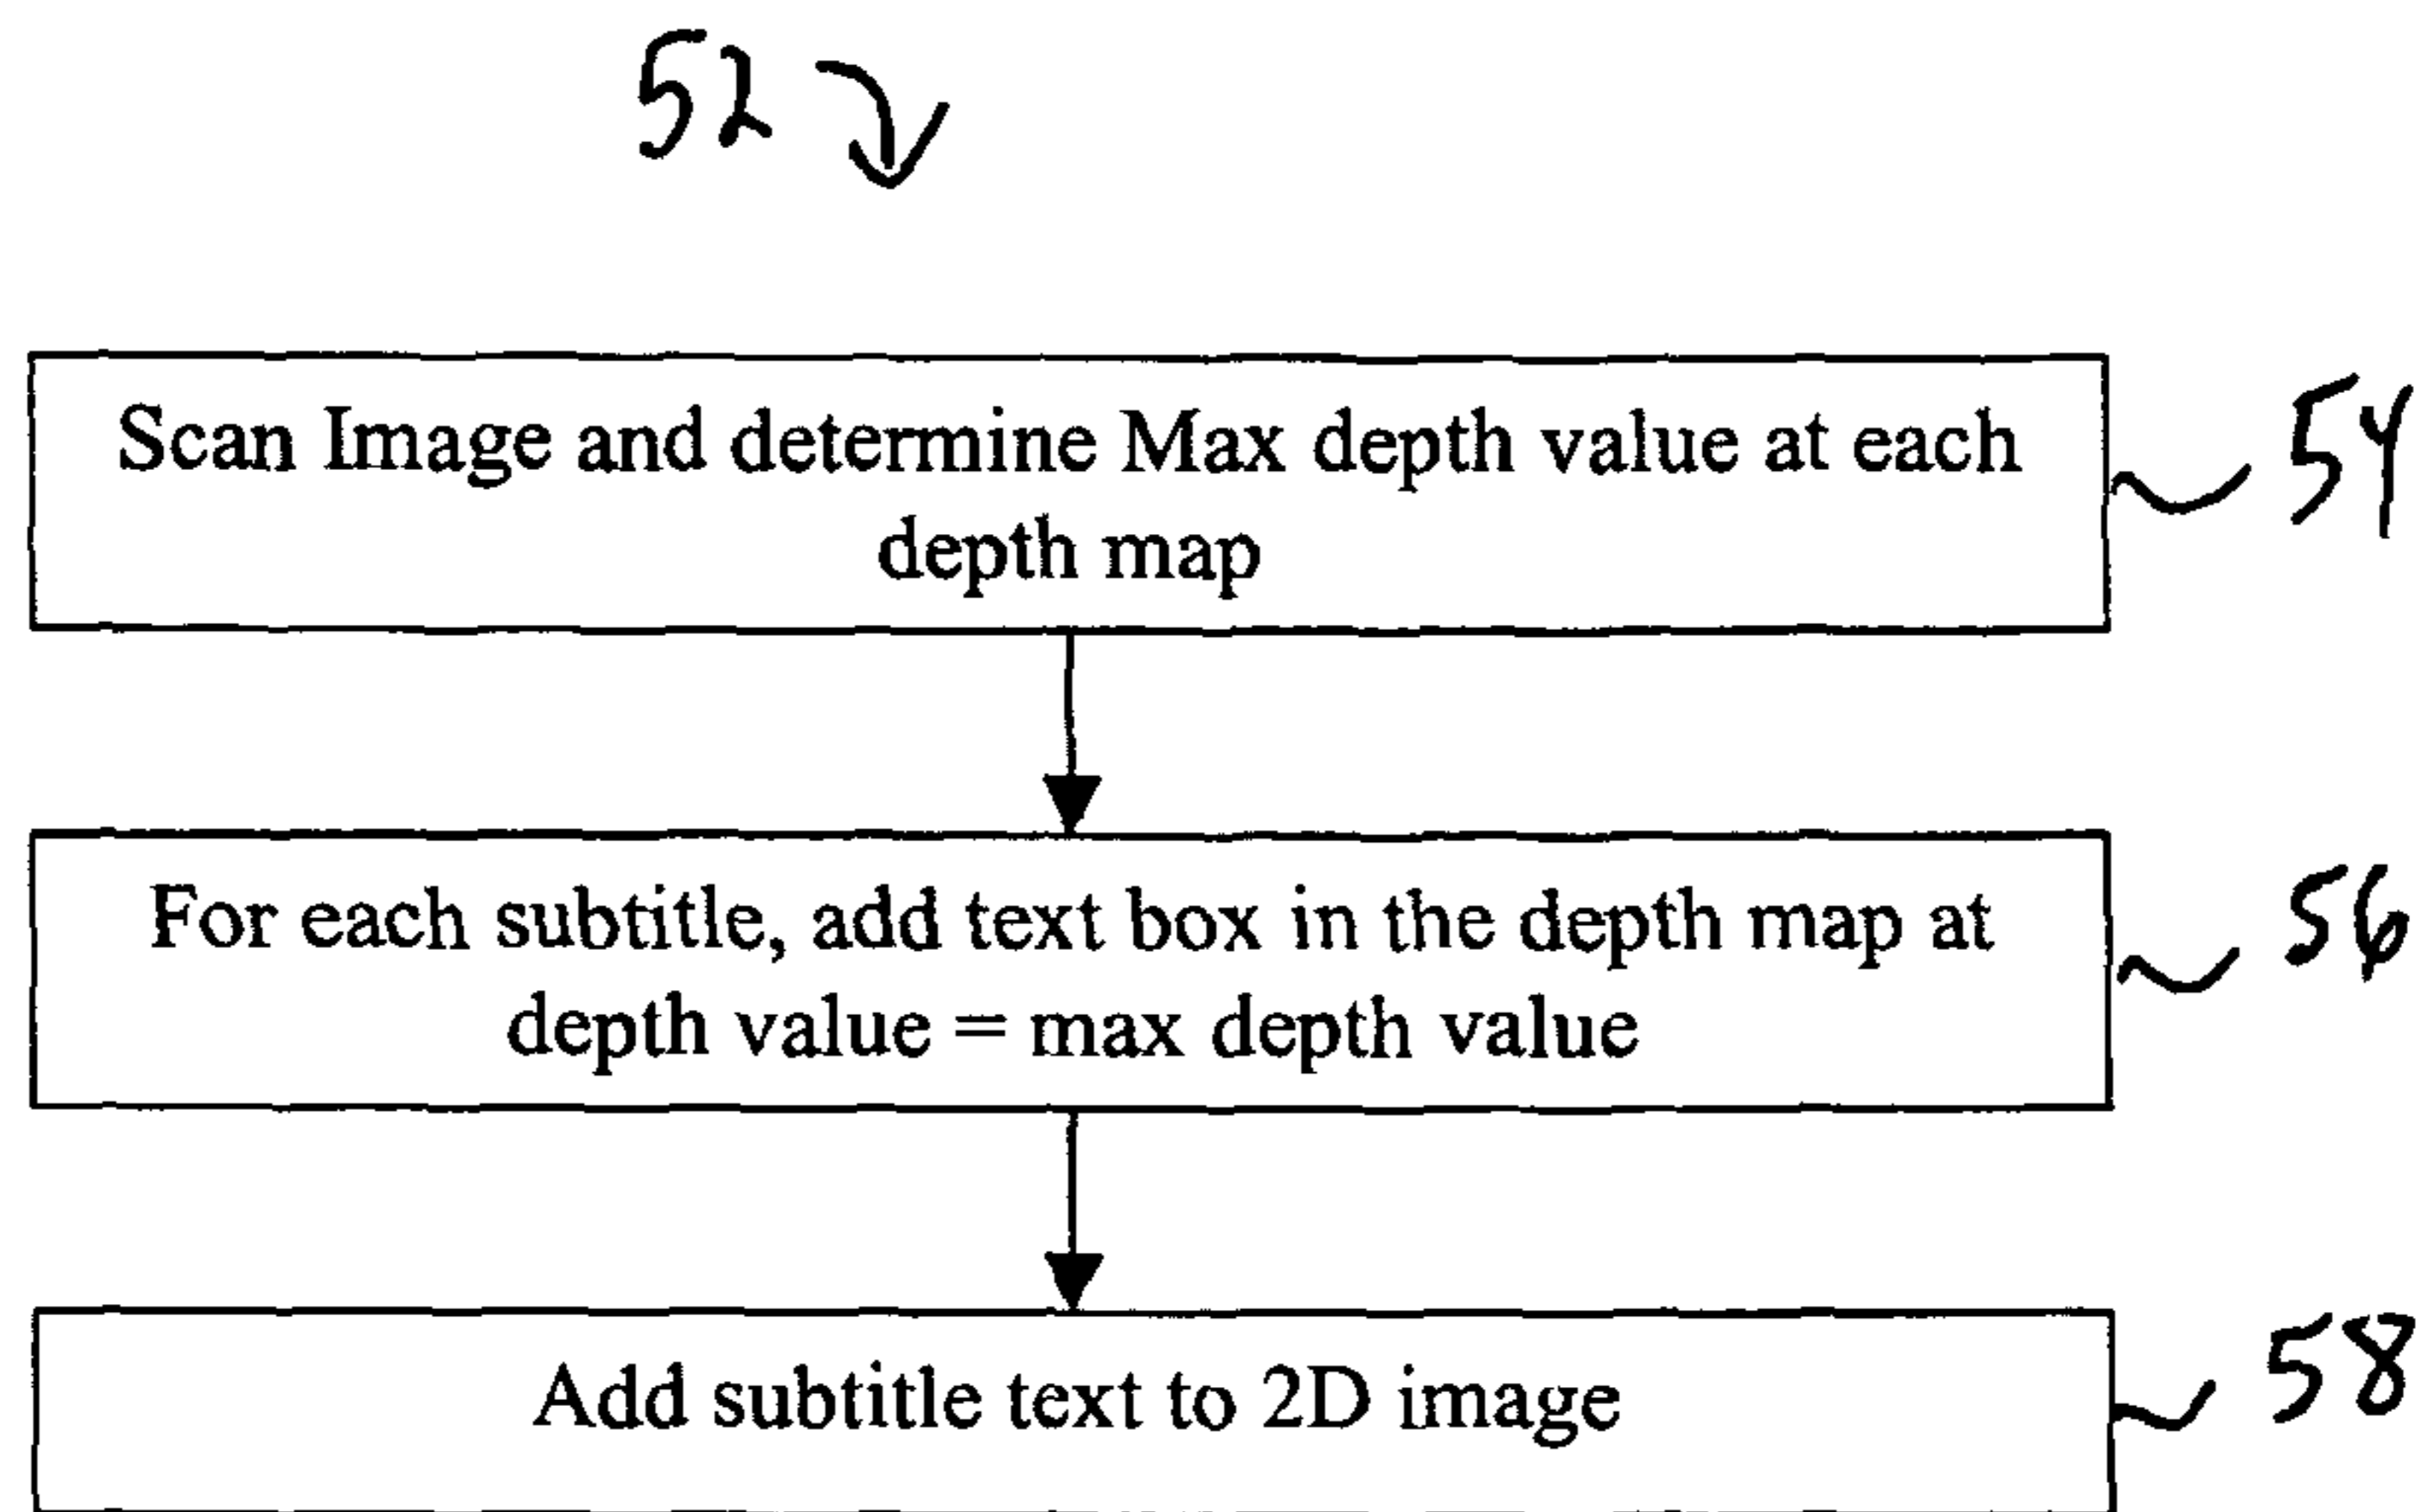 52
Scan Image and determine Max depth value at each
depth map
54
For each subtitle, add text box in the depth map at
depth value = max depth value
56
Add subtitle text to 2D image
58